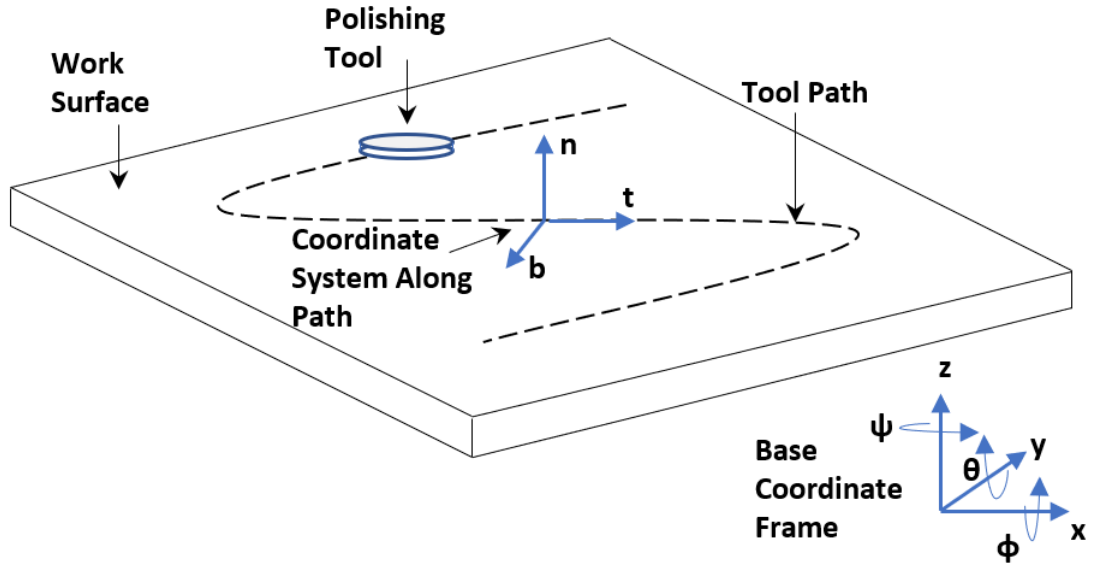 Polishing
Tool
Work
Surface
Tool Path
n
t
b
Coordinate
System Along
Path
z
ψ
y
θ
Base
Coordinate
Frame
x
ϕ